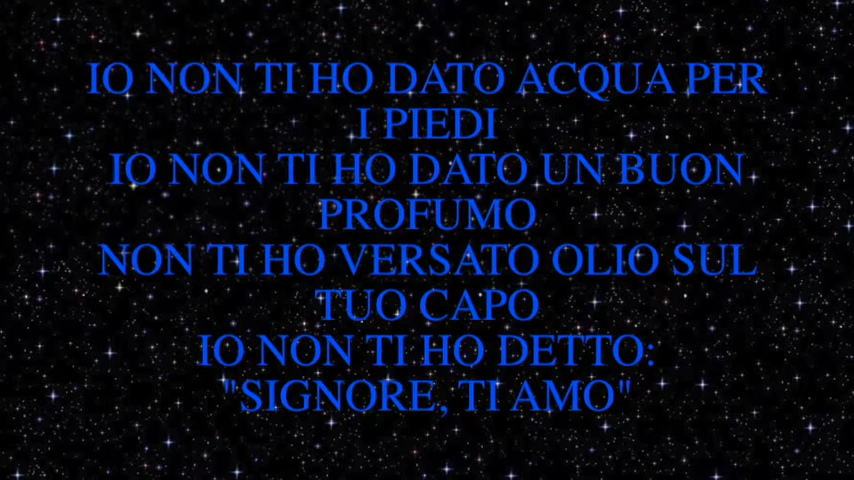 IO NON TI HO DATO ACQUA PER
I PIEDI
IO NON TI HO DATO UN BUON
PROFUMO
NON TI HO VERSATO OLIO SUL
TUO CAPO
IO NON TI HO DETTO:
"SIGNORE, TI AMO"